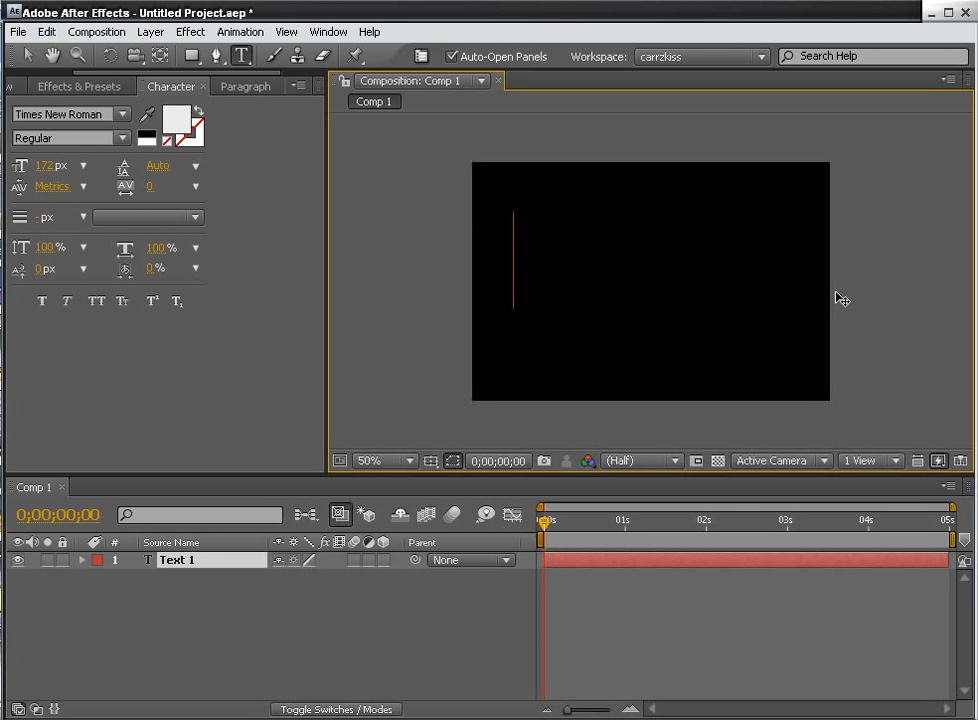 AE Adobe After Effects - Untitled Project.aep *
File Edit Composition Layer Effect Animation View Window Help
T Auto-Open Panels Workspace: carrzkiss Search Help
w Effects & Presets Character × Paragraph
Composition: Comp 1
Comp 1
Times New Roman
Regular
172 px Auto
Metrics 0
- px
100 % 100 %
0 px 0 %
T T TT Tt T¹ T₁
50% 0;00;00;00 (Half) Active Camera 1 View
Comp 1 ×
0;00;00;00
0s 01s 02s 03s 04s 05s
# Source Name fx Parent
1 T Text 1 None
Toggle Switches / Modes